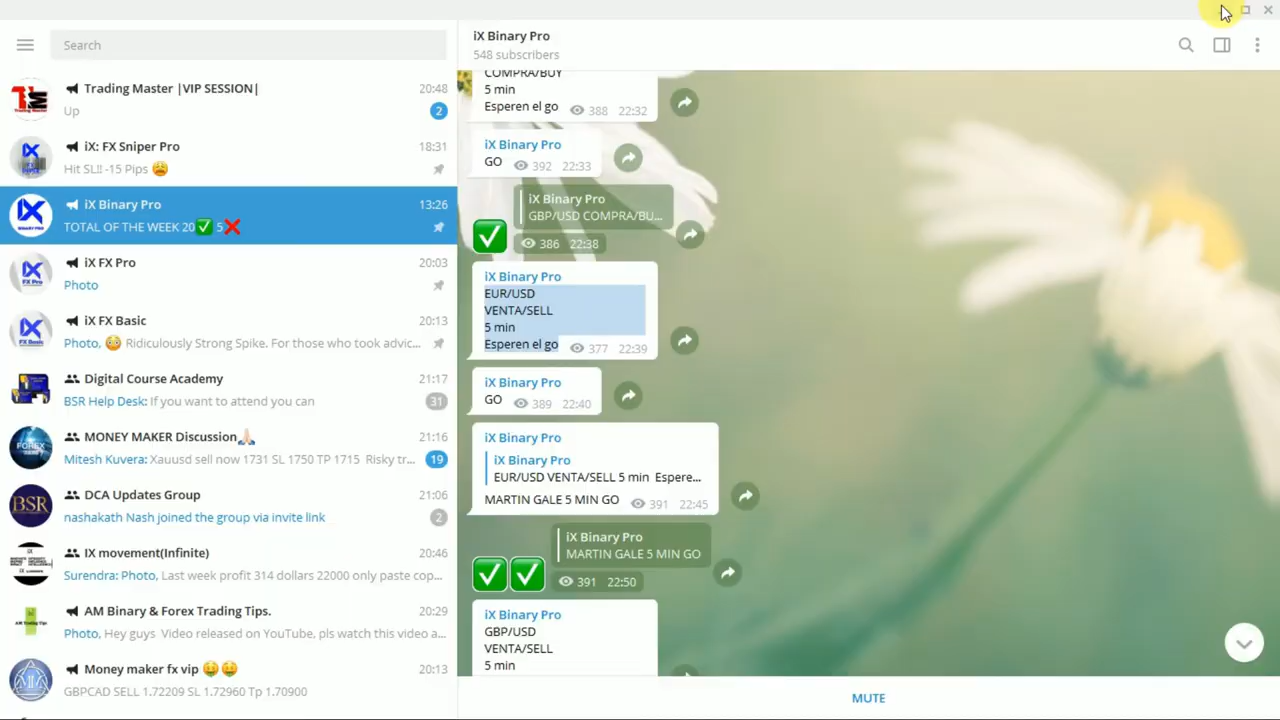 Search
Trading Master |VIP SESSION|
20:48
Up
2
iX: FX Sniper Pro
18:31
Hit SL!! -15 Pips 😩
iX Binary Pro
13:26
TOTAL OF THE WEEK 20✅ 5❌
iX FX Pro
20:03
Photo
iX FX Basic
20:13
Photo, 😳 Ridiculously Strong Spike. For those who took advic...
Digital Course Academy
21:17
BSR Help Desk: If you want to attend you can
31
MONEY MAKER Discussion🙏🏻
21:16
Mitesh Kuvera: Xauusd sell now 1731 SL 1750 TP 1715 Risky tr...
19
DCA Updates Group
21:06
nashakath Nash joined the group via invite link
2
IX movement(Infinite)
20:46
Surendra: Photo, Last week profit 314 dollars 22000 only paste cop...
AM Binary & Forex Trading Tips.
20:29
Photo, Hey guys Video released on YouTube, pls watch this video a...
Money maker fx vip 🤑🤑
20:13
GBPCAD SELL 1.72209 SL 1.72960 Tp 1.70900
iX Binary Pro
548 subscribers
COMPRA/BUY
5 min
Esperen el go
388 22:32
iX Binary Pro
GO
392 22:33
iX Binary Pro
GBP/USD COMPRA/BU...
✅
386 22:38
iX Binary Pro
EUR/USD
VENTA/SELL
5 min
Esperen el go
377 22:39
iX Binary Pro
GO
389 22:40
iX Binary Pro
iX Binary Pro
EUR/USD VENTA/SELL 5 min Espere...
MARTIN GALE 5 MIN GO
391 22:45
iX Binary Pro
MARTIN GALE 5 MIN GO
✅✅
391 22:50
iX Binary Pro
GBP/USD
VENTA/SELL
5 min
MUTE